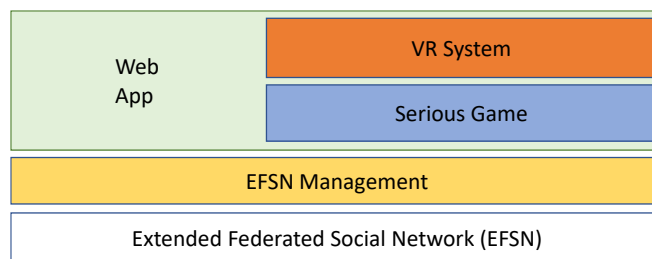 Web
App
VR System
Serious Game
EFSN Management
Extended Federated Social Network (EFSN)